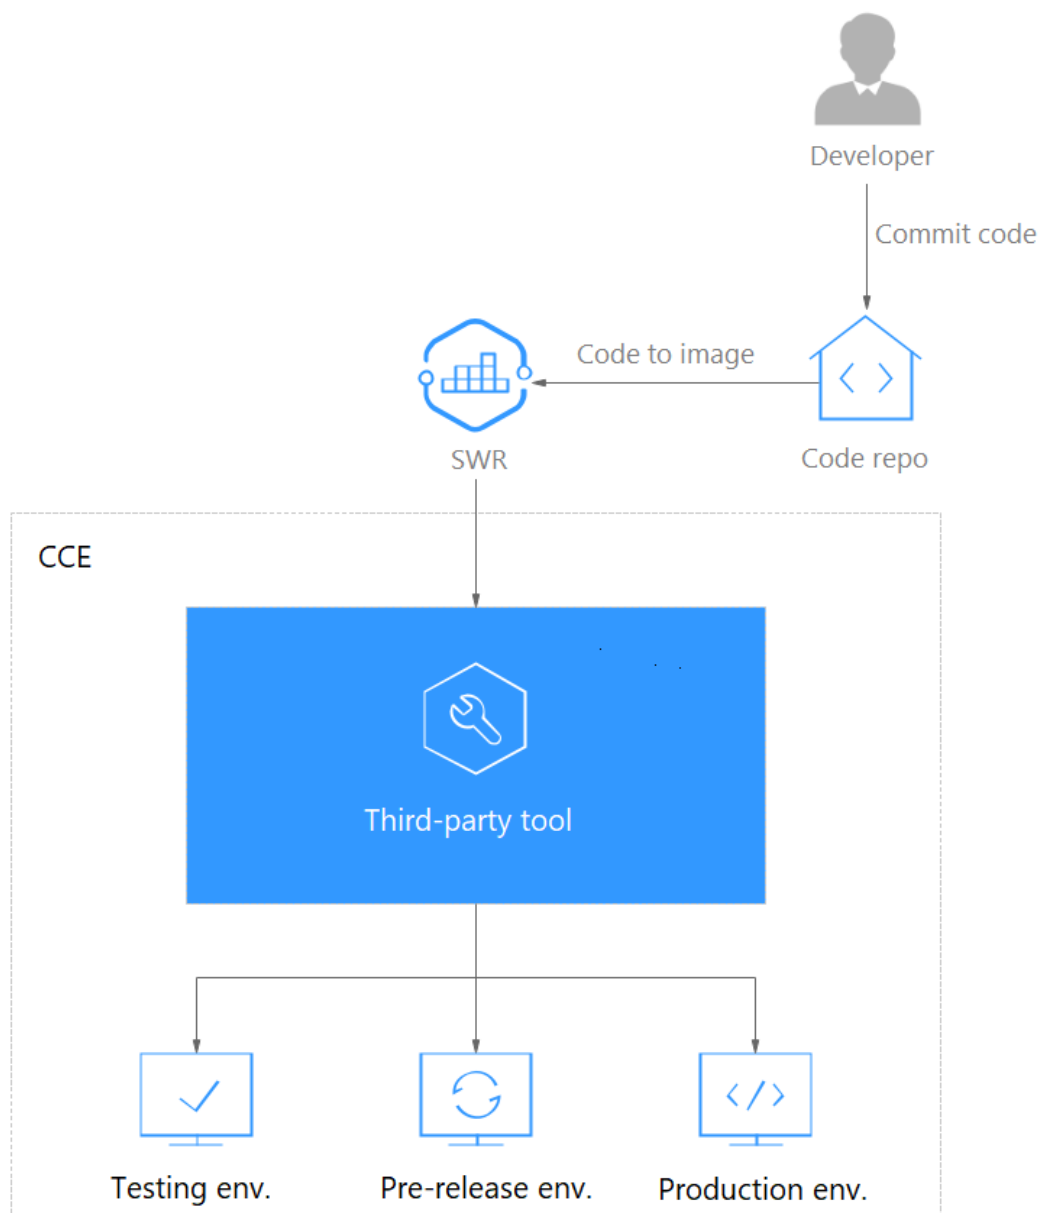 Developer
Commit code
Code to image
SWR
Code repo
CCE
Third-party tool
Testing env.
Pre-release env.
Production env.